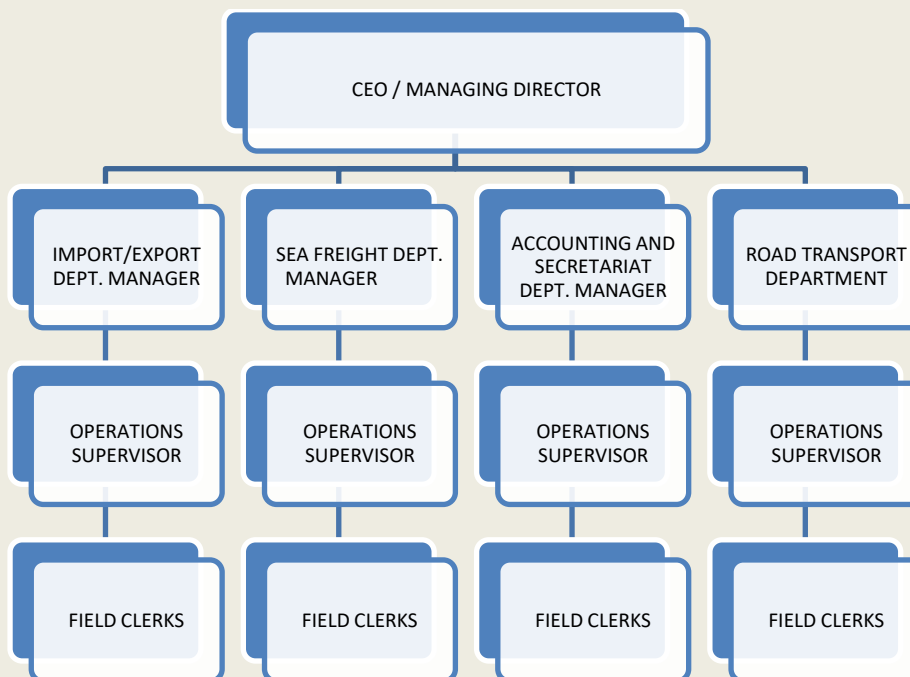 CEO / MANAGING DIRECTOR
IMPORT/EXPORT
DEPT. MANAGER
SEA FREIGHT DEPT.
MANAGER
ACCOUNTING AND
SECRETARIAT
DEPT. MANAGER
ROAD TRANSPORT
DEPARTMENT
OPERATIONS
SUPERVISOR
OPERATIONS
SUPERVISOR
OPERATIONS
SUPERVISOR
OPERATIONS
SUPERVISOR
FIELD CLERKS
FIELD CLERKS
FIELD CLERKS
FIELD CLERKS